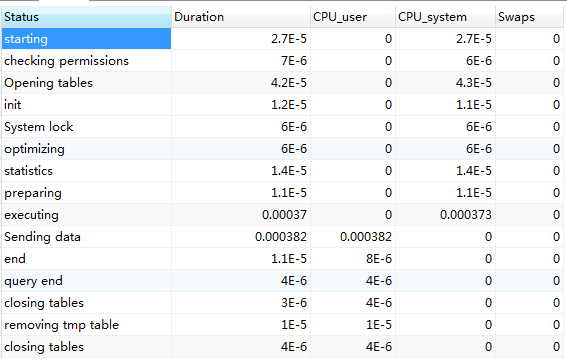 Status Duration CPU_user CPU_system Swaps
starting 2.7E-5 0 2.7E-5 0
checking permissions 7E-6 0 6E-6 0
Opening tables 4.2E-5 0 4.3E-5 0
init 1.2E-5 0 1.1E-5 0
System lock 6E-6 0 6E-6 0
optimizing 6E-6 0 6E-6 0
statistics 1.4E-5 0 1.4E-5 0
preparing 1.1E-5 0 1.1E-5 0
executing 0.00037 0 0.000373 0
Sending data 0.000382 0.000382 0 0
end 1.1E-5 8E-6 0 0
query end 4E-6 4E-6 0 0
closing tables 3E-6 4E-6 0 0
removing tmp table 1E-5 1E-5 0 0
closing tables 4E-6 4E-6 0 0